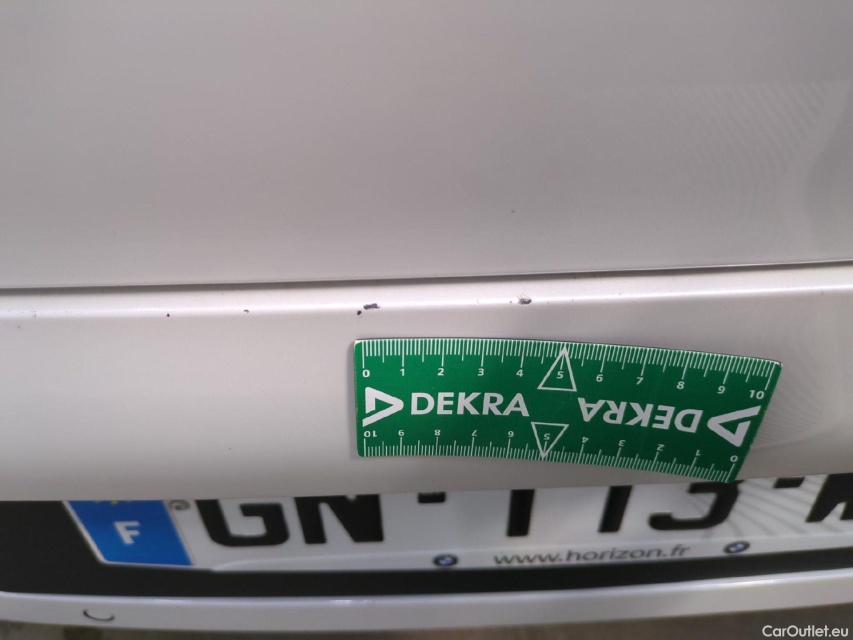 0 1 2 3 4 5 6 7 8 9 10
DEKRA DEKRA
10 9 8 7 6 5 4 3 2 1 0
F GN-113-
www.horizon.fr
CarOutlet.eu